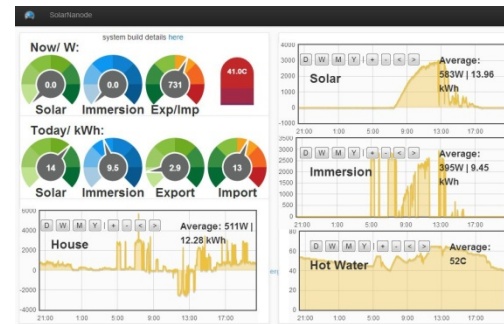 SolarNanode
system build details here
Now/ W:
0.0
0.0
731
41.0C
Solar
Immersion
Exp/Imp
Today/ kWh:
14
9.5
2.9
13
Solar
Immersion
Export
Import
6000
4000
2000
0
-2000
-4000
D W M Y | + - < >
House
Average: 511W |
12.28 kWh
21:00 1:00 5:00 9:00 13:00 17:00
4000
3000
2000
1000
0
-1000
D W M Y | + - < >
Solar
Average:
583W | 13.96
kWh
21:00 1:00 5:00 9:00 13:00 17:00
3500
3000
2500
2000
1500
1000
500
0
D W M Y | + - < >
Immersion
Average:
395W | 9.45
kWh
21:00 1:00 5:00 9:00 13:00 17:00
80
60
40
20
0
D W M Y | + - < >
Hot Water
Average:
52C
21:00 1:00 5:00 9:00 13:00 17:00